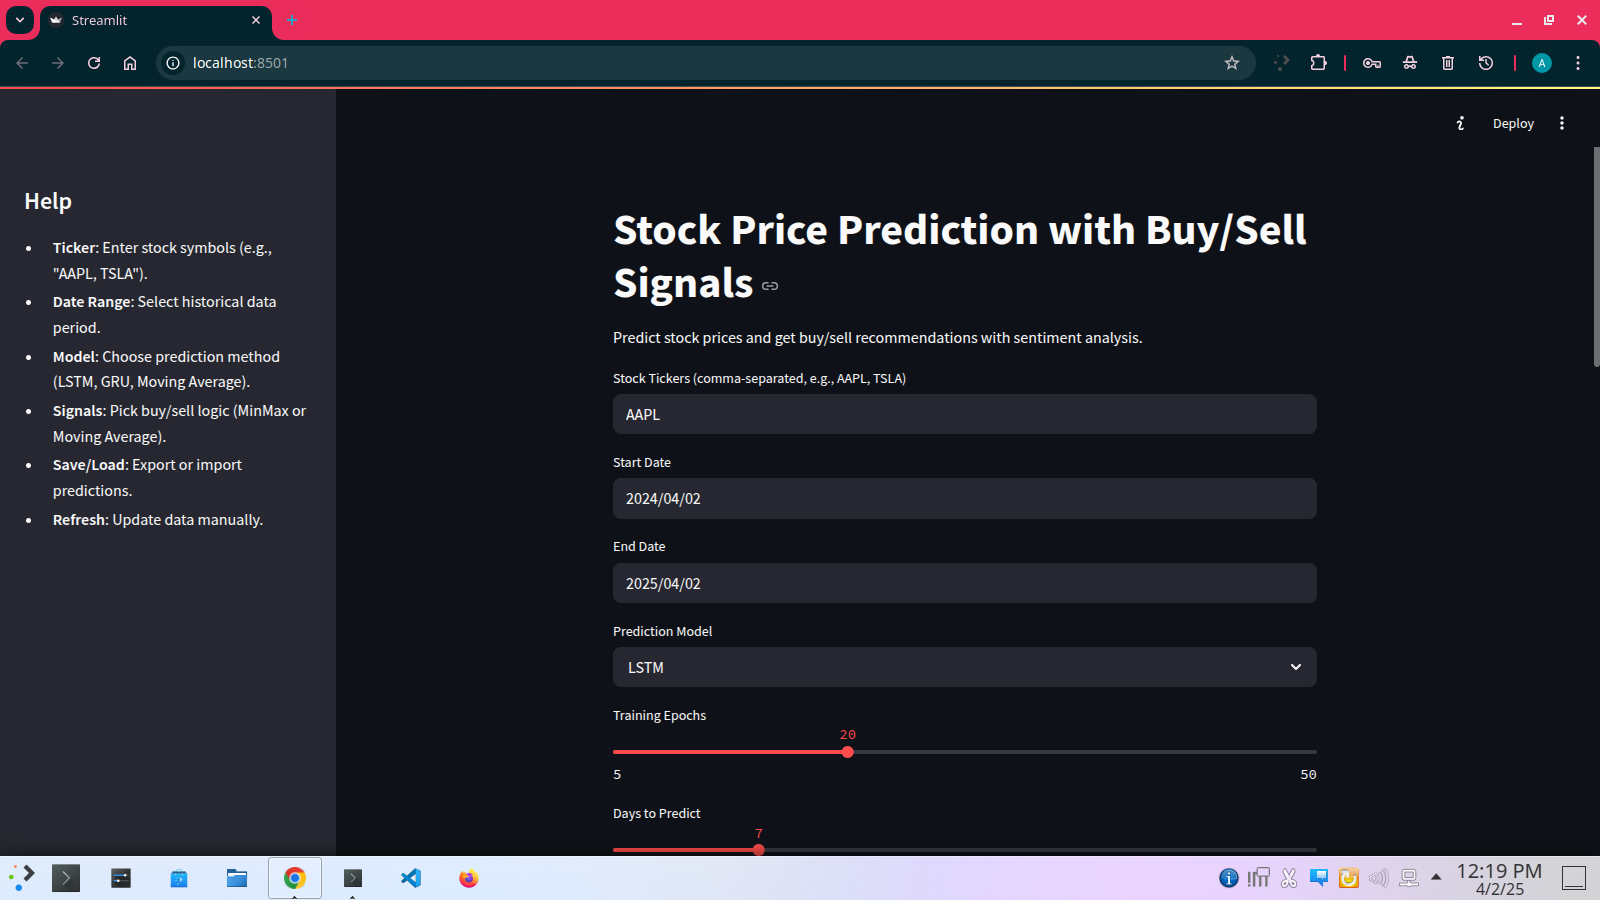 Streamlit
localhost:8501
A
Deploy
Help
Ticker: Enter stock symbols (e.g.,
"AAPL, TSLA").
Date Range: Select historical data
period.
Model: Choose prediction method
(LSTM, GRU, Moving Average).
Signals: Pick buy/sell logic (MinMax or
Moving Average).
Save/Load: Export or import
predictions.
Refresh: Update data manually.
Stock Price Prediction with Buy/Sell
Signals
Predict stock prices and get buy/sell recommendations with sentiment analysis.
Stock Tickers (comma-separated, e.g., AAPL, TSLA)
AAPL
Start Date
2024/04/02
End Date
2025/04/02
Prediction Model
LSTM
Training Epochs
20
5 50
Days to Predict
7
12:19 PM
4/2/25